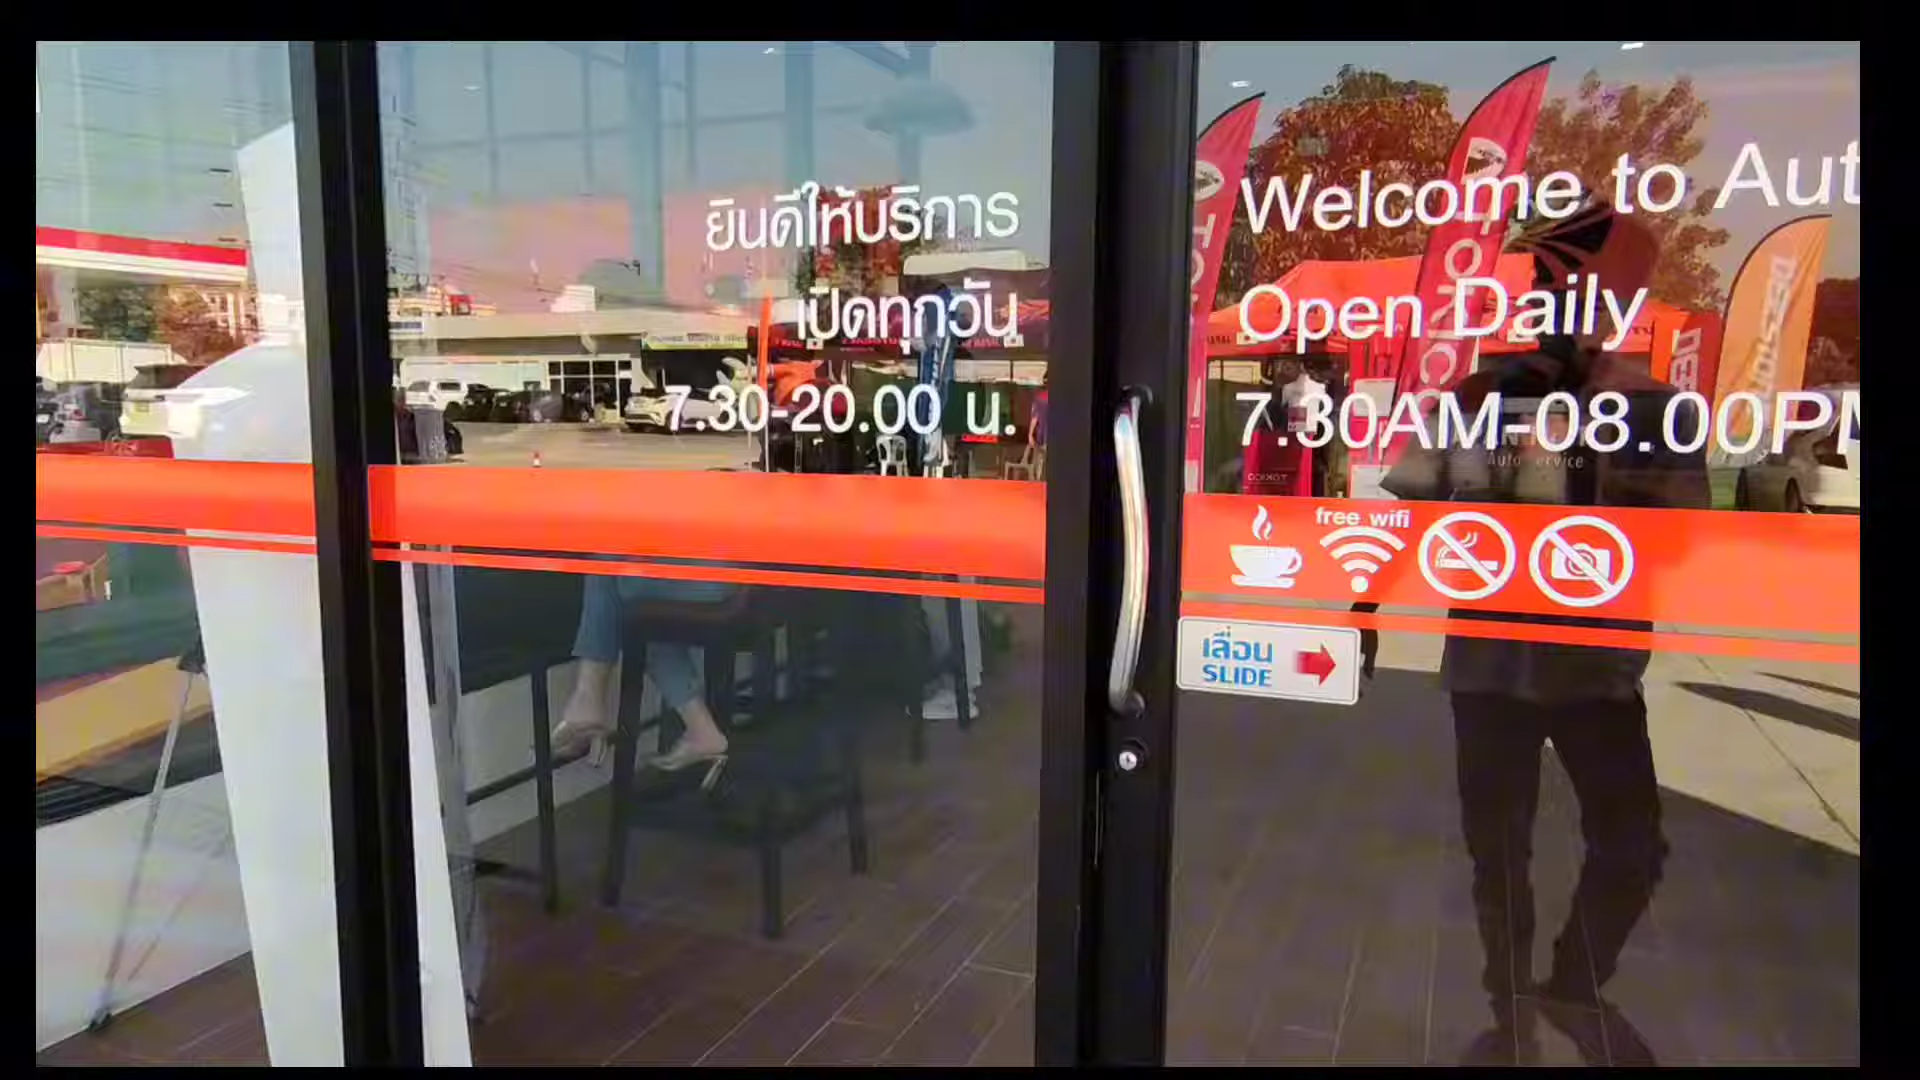 ยินดีให้บริการ
เปิดทุกวัน
7.30-20.00 น.
Welcome to Aut
Open Daily
7.30AM-08.00PM
free wifi
เลื่อน
SLIDE
TORICO